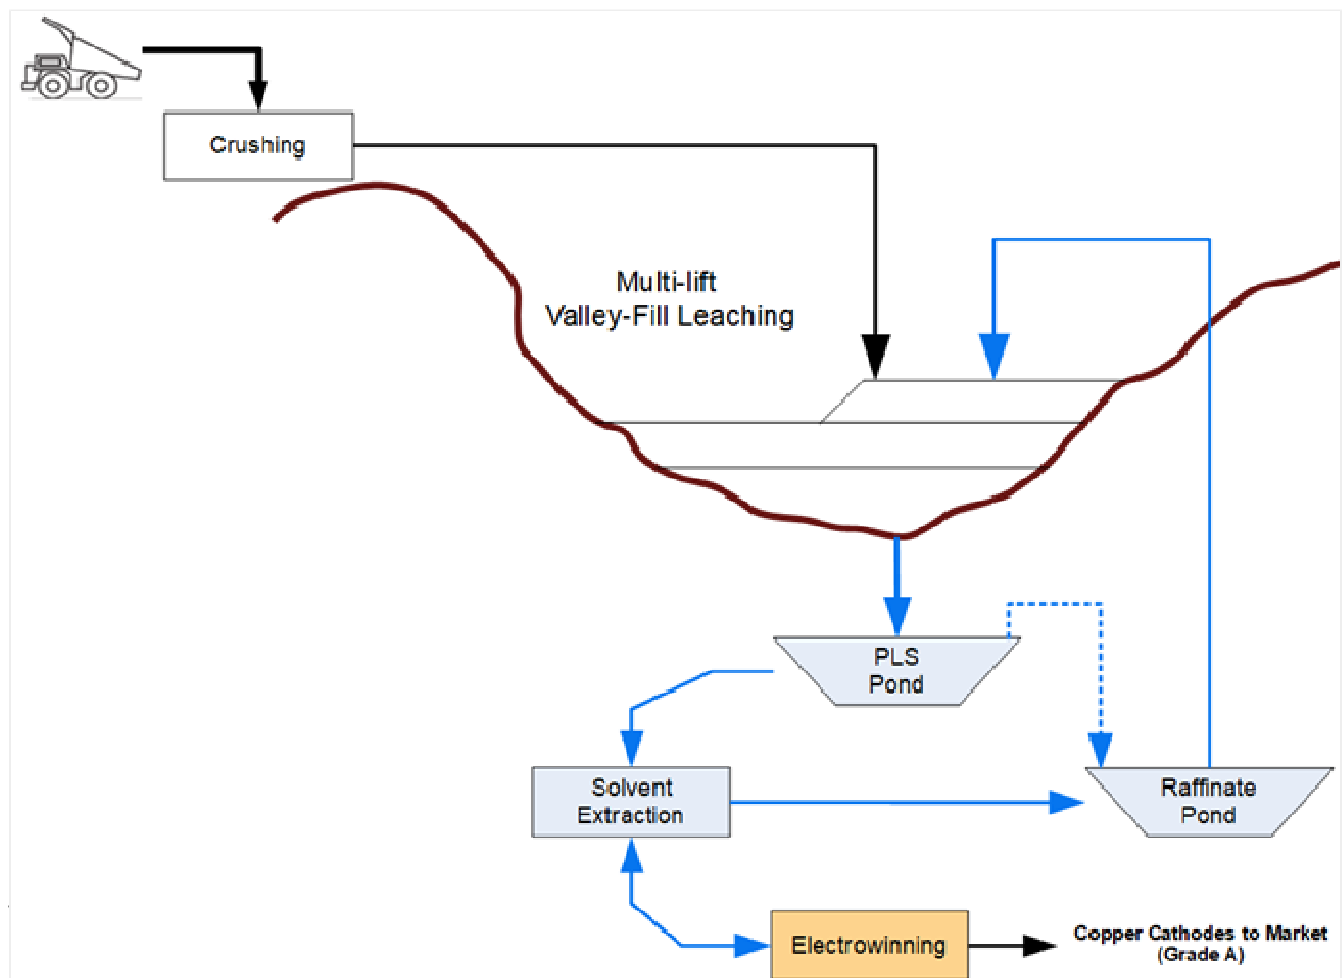 Crushing
Multi-lift
Valley-Fill Leaching
PLS
Pond
Solvent
Extraction
Raffinate
Pond
Electrowinning
Copper Cathodes to Market
(Grade A)